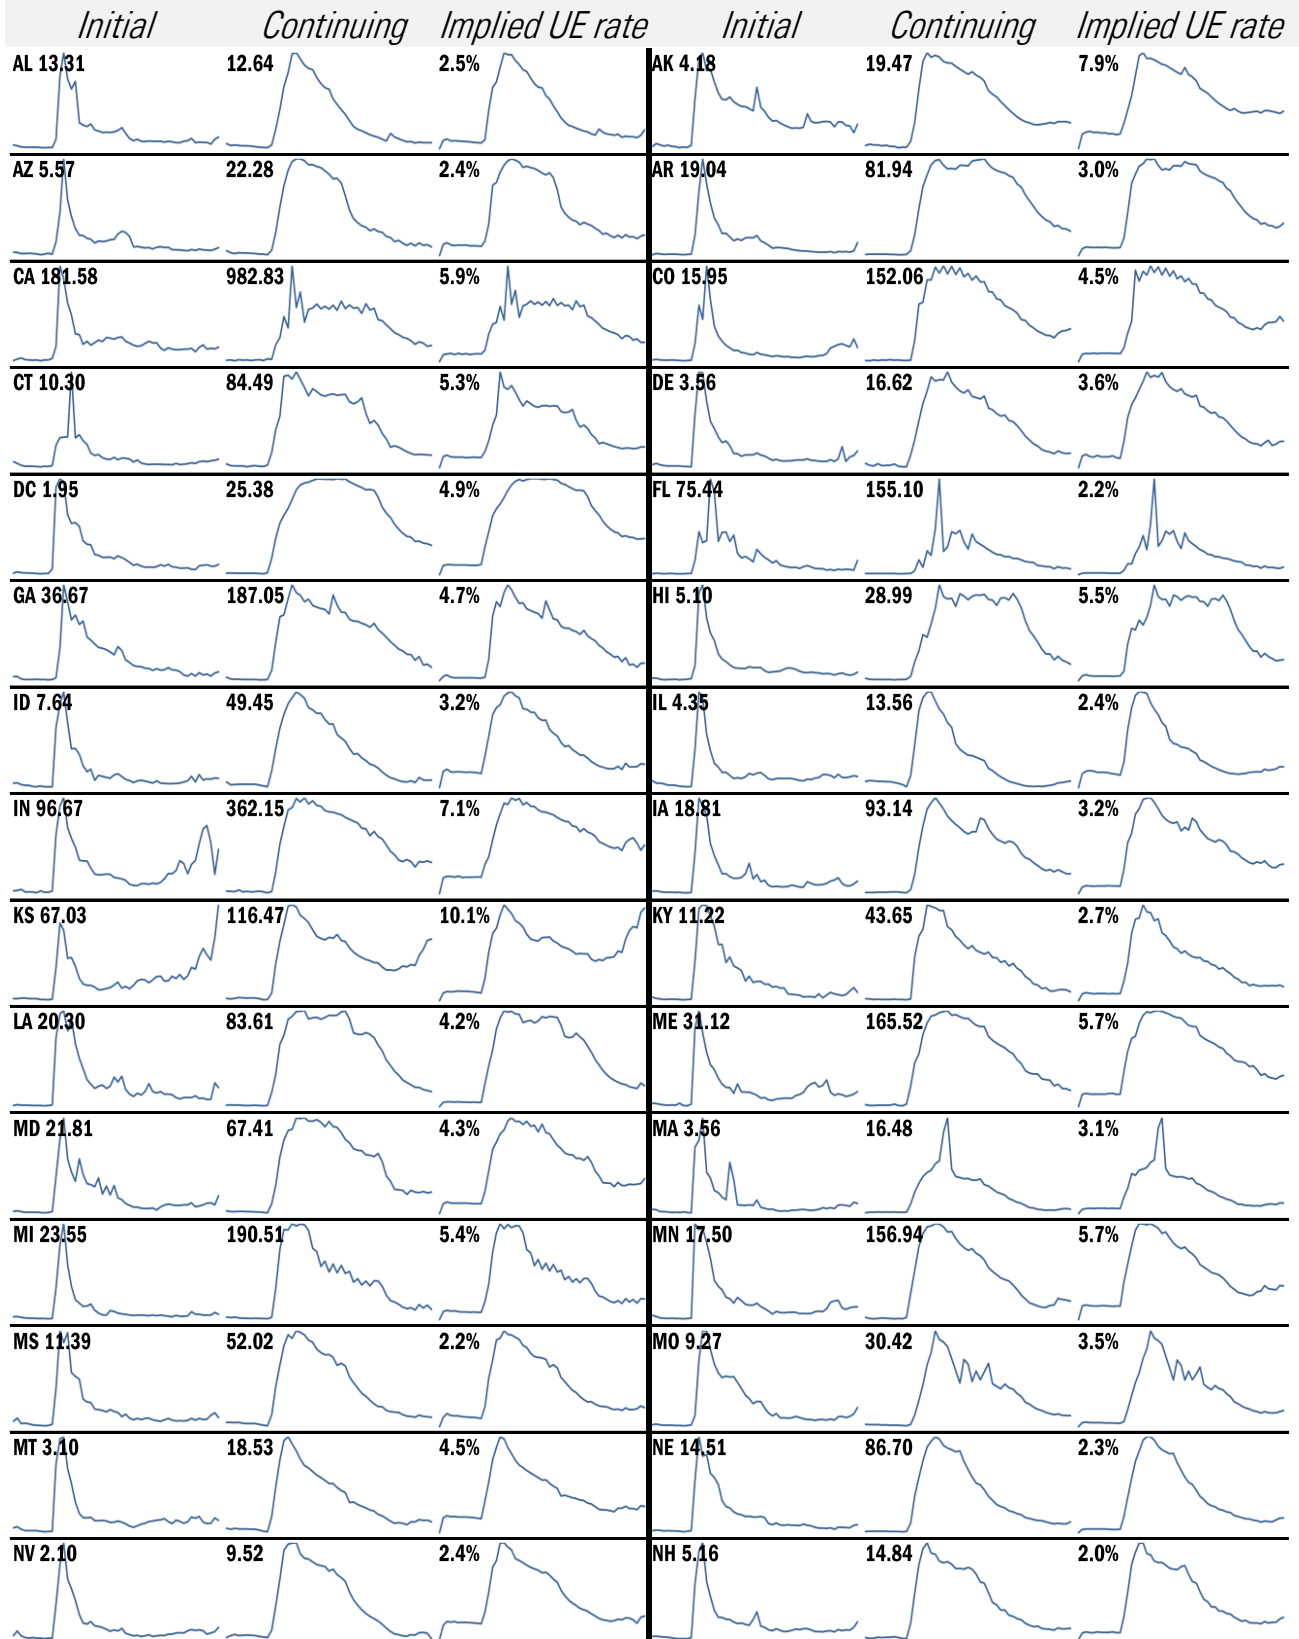 Initial Continuing Implied UE rate Initial Continuing Implied UE rate
AL 13.31 12.64 2.5% AK 4.18 19.47 7.9%
AZ 5.57 22.28 2.4% AR 19.04 81.94 3.0%
CA 181.58 982.83 5.9% CO 15.95 152.06 4.5%
CT 10.30 84.49 5.3% DE 3.56 16.62 3.6%
DC 1.95 25.38 4.9% FL 75.44 155.10 2.2%
GA 36.67 187.05 4.7% HI 5.10 28.99 5.5%
ID 7.64 49.45 3.2% IL 4.35 13.56 2.4%
IN 96.67 362.15 7.1% IA 18.81 93.14 3.2%
KS 67.03 116.47 10.1% KY 11.22 43.65 2.7%
LA 20.30 83.61 4.2% ME 31.12 165.52 5.7%
MD 21.81 67.41 4.3% MA 3.56 16.48 3.1%
MI 23.55 190.51 5.4% MN 17.50 156.94 5.7%
MS 11.39 52.02 2.2% MO 9.27 30.42 3.5%
MT 3.10 18.53 4.5% NE 14.51 86.70 2.3%
NV 2.10 9.52 2.4% NH 5.16 14.84 2.0%